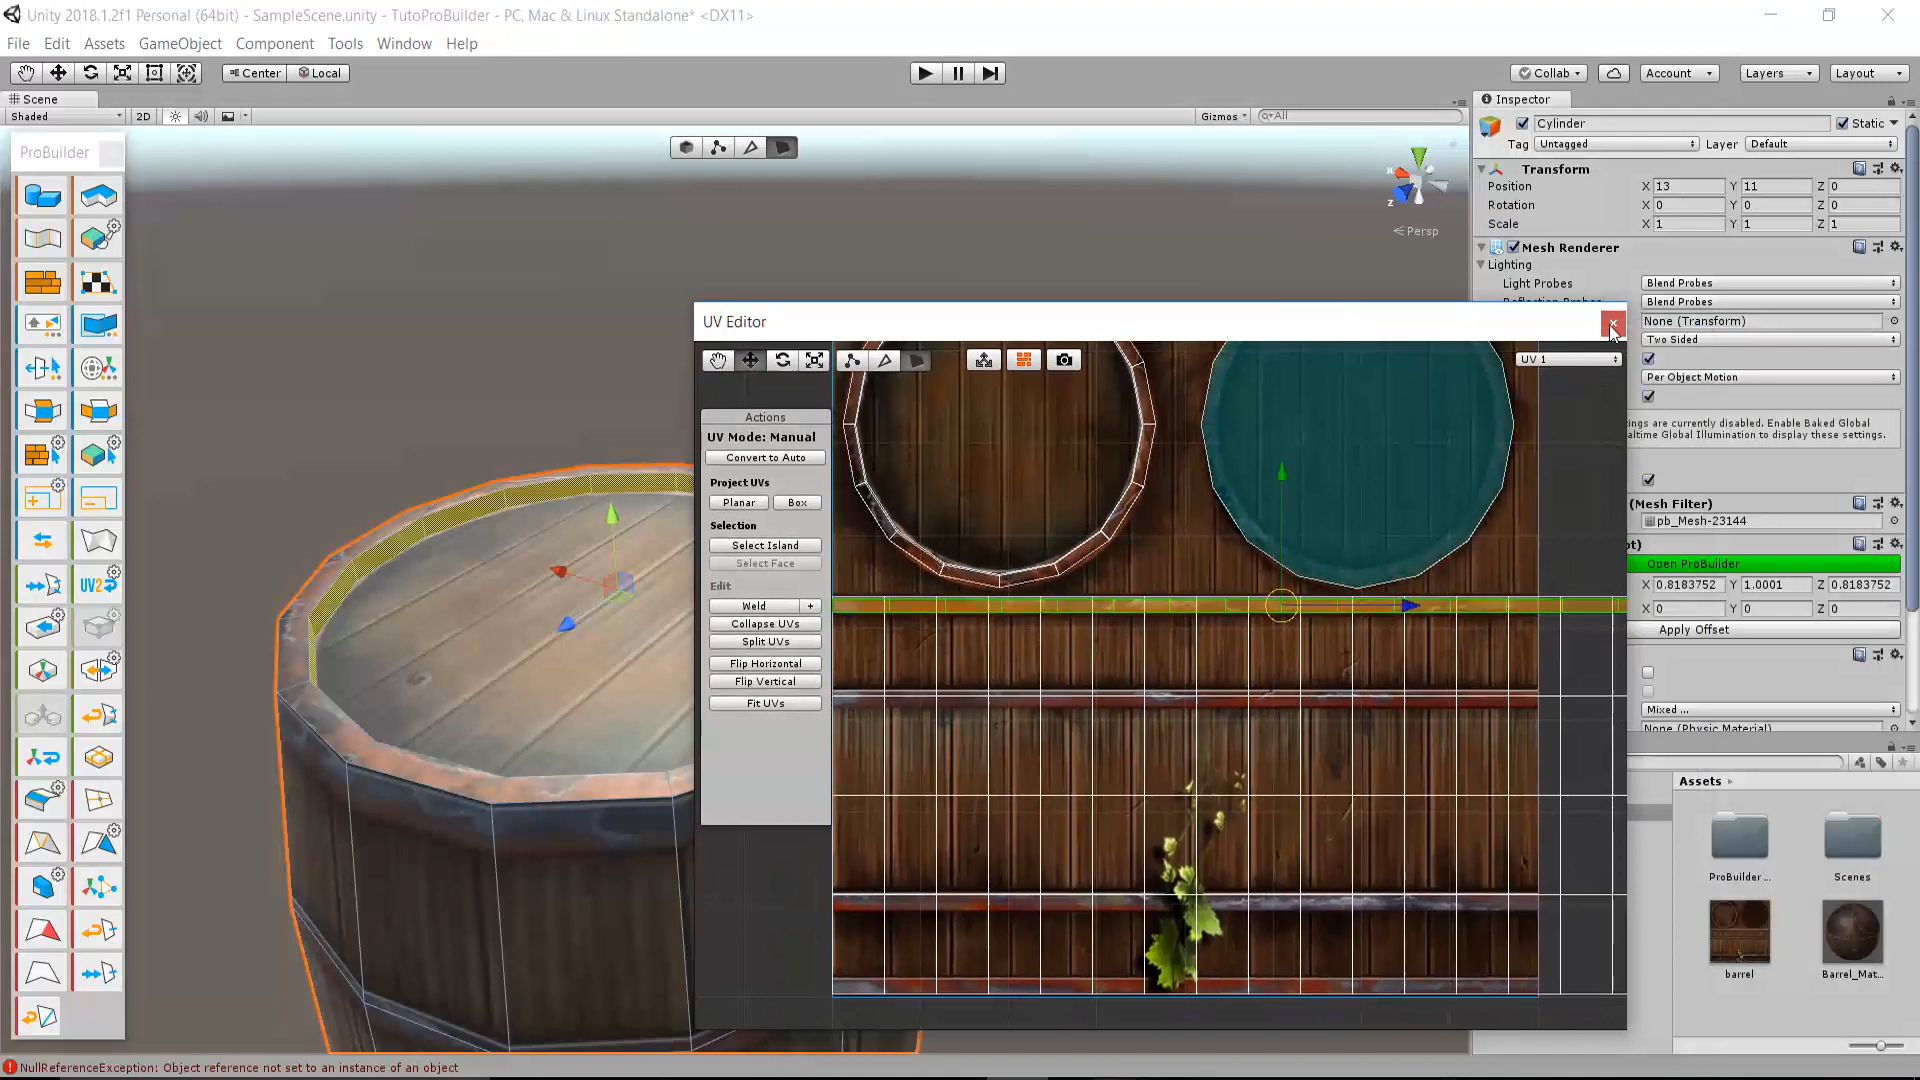 Unity 2018.1.2f1 Personal (64bit) - SampleScene.unity - TutoProBuilder - PC, Mac & Linux Standalone* <DX11>
File Edit Assets GameObject Component Tools Window Help
Center Local Collab Account Layers Layout
Scene
Shaded 2D Gizmos All
ProBuilder
UV2
x
z
Persp
UV Editor
UV 1
Actions
UV Mode: Manual
Convert to Auto
Project UVs
Planar Box
Selection
Select Island
Select Face
Edit
Weld +
Collapse UVs
Split UVs
Flip Horizontal
Flip Vertical
Fit UVs
Inspector
Cylinder Static
Tag Untagged Layer Default
Transform
Position X 13 Y 11 Z 0
Rotation X 0 Y 0 Z 0
Scale X 1 Y 1 Z 1
Mesh Renderer
Lighting
Light Probes Blend Probes
Blend Probes
None (Transform)
Two Sided
Per Object Motion
ings are currently disabled. Enable Baked Global
altime Global Illumination to display these settings.
(Mesh Filter)
pb_Mesh-23144
pt)
Open ProBuilder
X 0.8183752 Y 1.0001 Z 0.8183752
X 0 Y 0 Z 0
Apply Offset
Mixed ...
None (Physic Material)
Assets
ProBuilder ... Scenes
barrel Barrel_Mat...
NullReferenceException: Object reference not set to an instance of an object